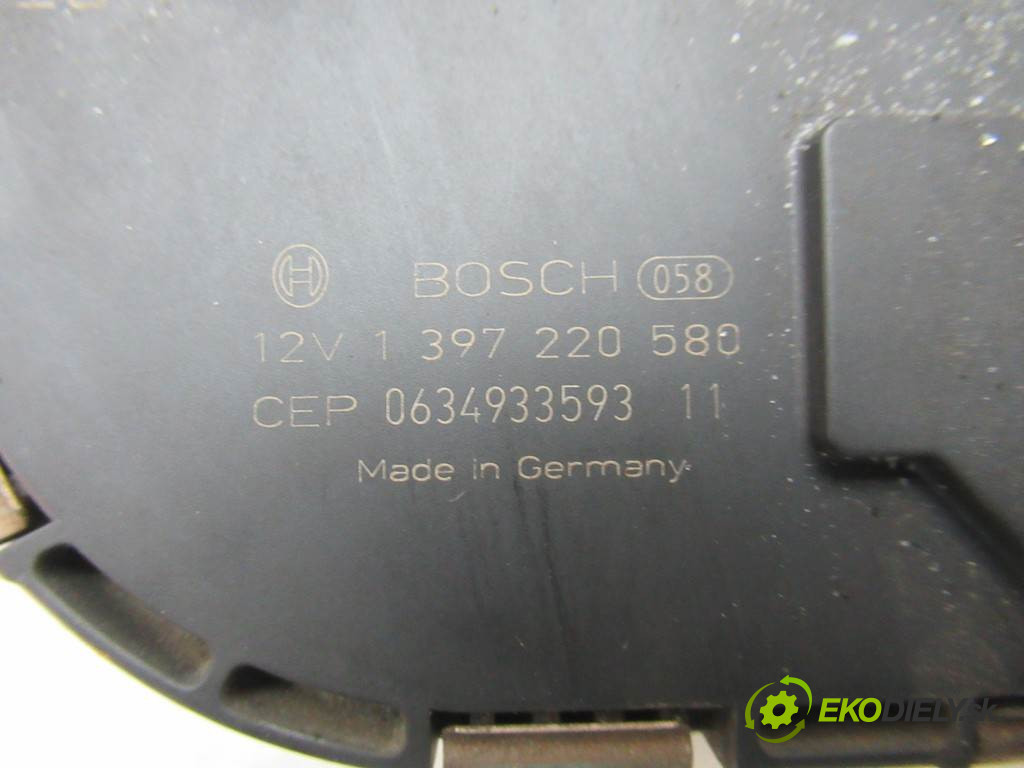 BOSCH 058
12V 1 397 220 580
CEP 0634933593 11
Made in Germany
EKODIELY.sk